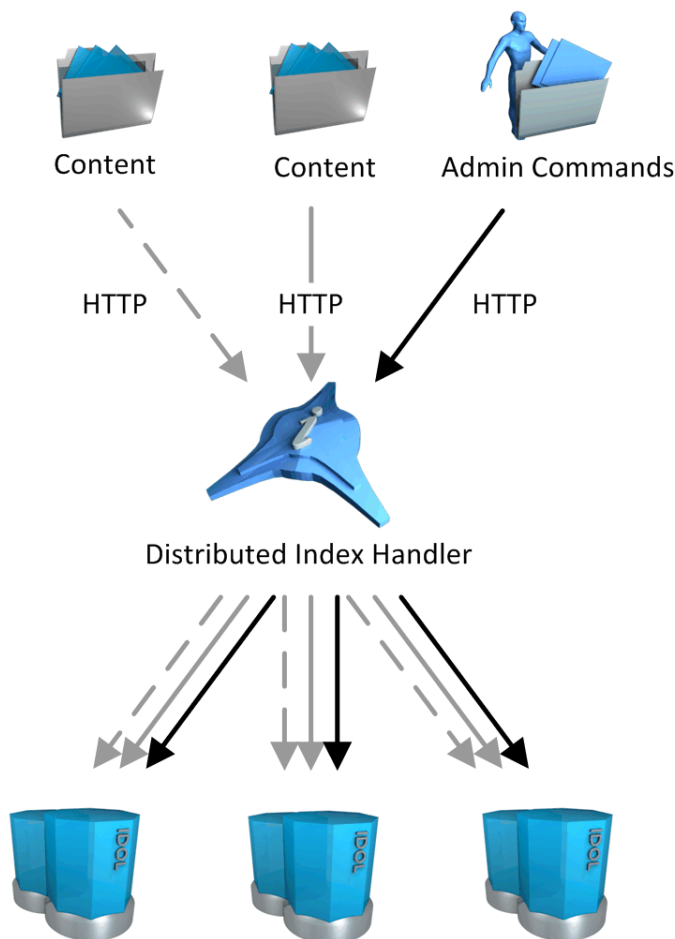 Content
Content
Admin Commands
HTTP
HTTP
HTTP
Distributed Index Handler
IDOL
IDOL
IDOL